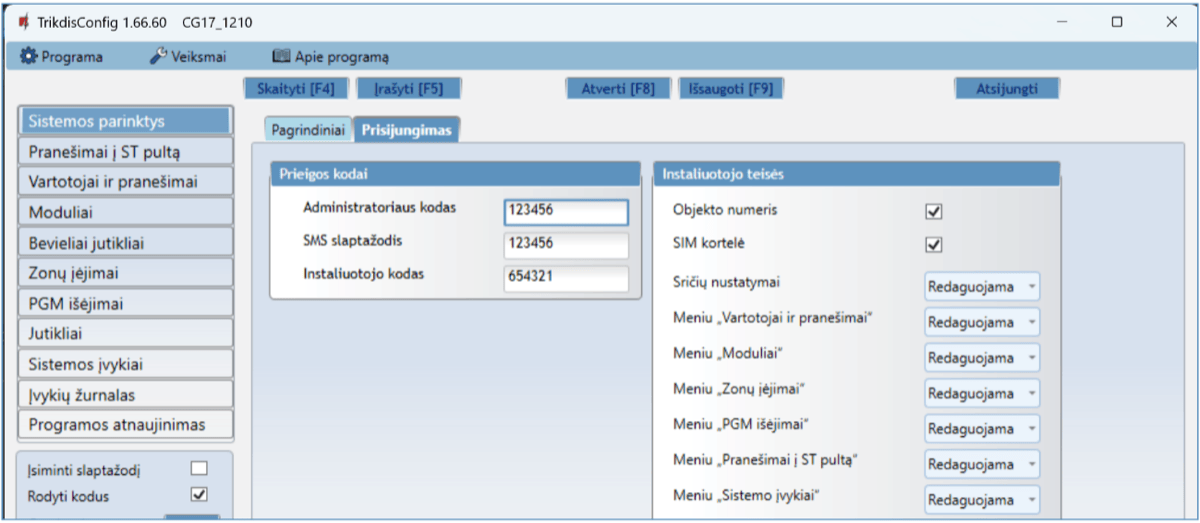 TrikdisConfig 1.66.60 CG17_1210
Programa Veiksmai Apie programą
Skaityti [F4] Įrašyti [F5] Atverti [F8] Išsaugoti [F9] Atsijungti
Sistemos parinktys
Pranešimai į ST pultą
Vartotojai ir pranešimai
Moduliai
Bevieliai jutikliai
Zonų įėjimai
PGM išėjimai
Jutikliai
Sistemos įvykiai
Įvykių žurnalas
Programos atnaujinimas
Įsiminti slaptažodį
Rodyti kodus
Pagrindiniai Prisijungimas
Prieigos kodai
Administratoriaus kodas 123456
SMS slaptažodis 123456
Instaliuotojo kodas 654321
Instaliuotojo teisės
Objekto numeris
SIM kortelė
Sričių nustatymai Redaguojama
Meniu „Vartotojai ir pranešimai“ Redaguojama
Meniu „Moduliai“ Redaguojama
Meniu „Zonų įėjimai“ Redaguojama
Meniu „PGM išėjimai“ Redaguojama
Meniu „Pranešimai į ST pultą“ Redaguojama
Meniu „Sistemo įvykiai“ Redaguojama